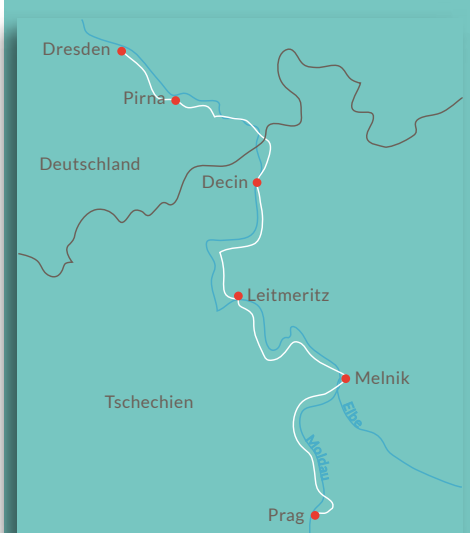 Dresden
Pirna
Deutschland
Decin
Leitmeritz
Melnik
Tschechien
Elbe
Moldau
Prag